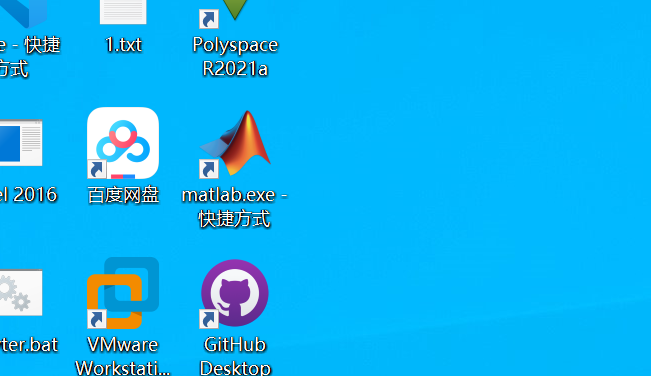 e - 快捷
方式
1.txt
Polyspace
R2021a
el 2016
百度网盘
matlab.exe -
快捷方式
rter.bat
VMware
Workstati...
GitHub
Desktop